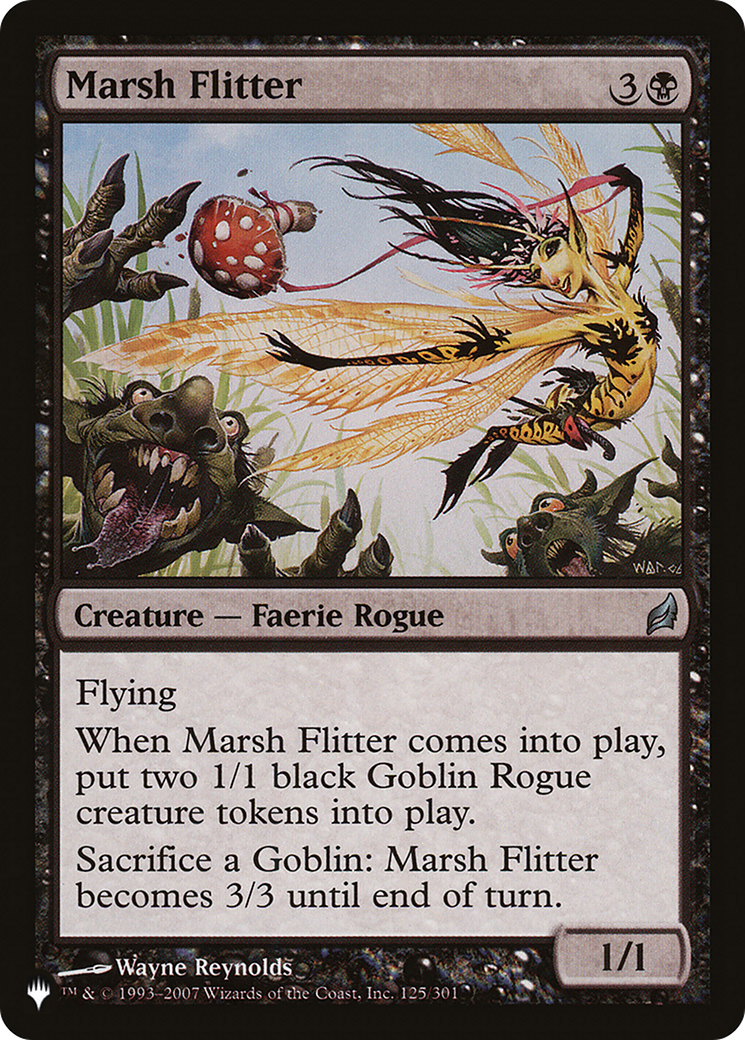 Marsh Flitter 3
Creature — Faerie Rogue
Flying
When Marsh Flitter comes into play,
put two 1/1 black Goblin Rogue
creature tokens into play.
Sacrifice a Goblin: Marsh Flitter
becomes 3/3 until end of turn.
1/1
Wayne Reynolds
™ & © 1993–2007 Wizards of the Coast, Inc. 125/301